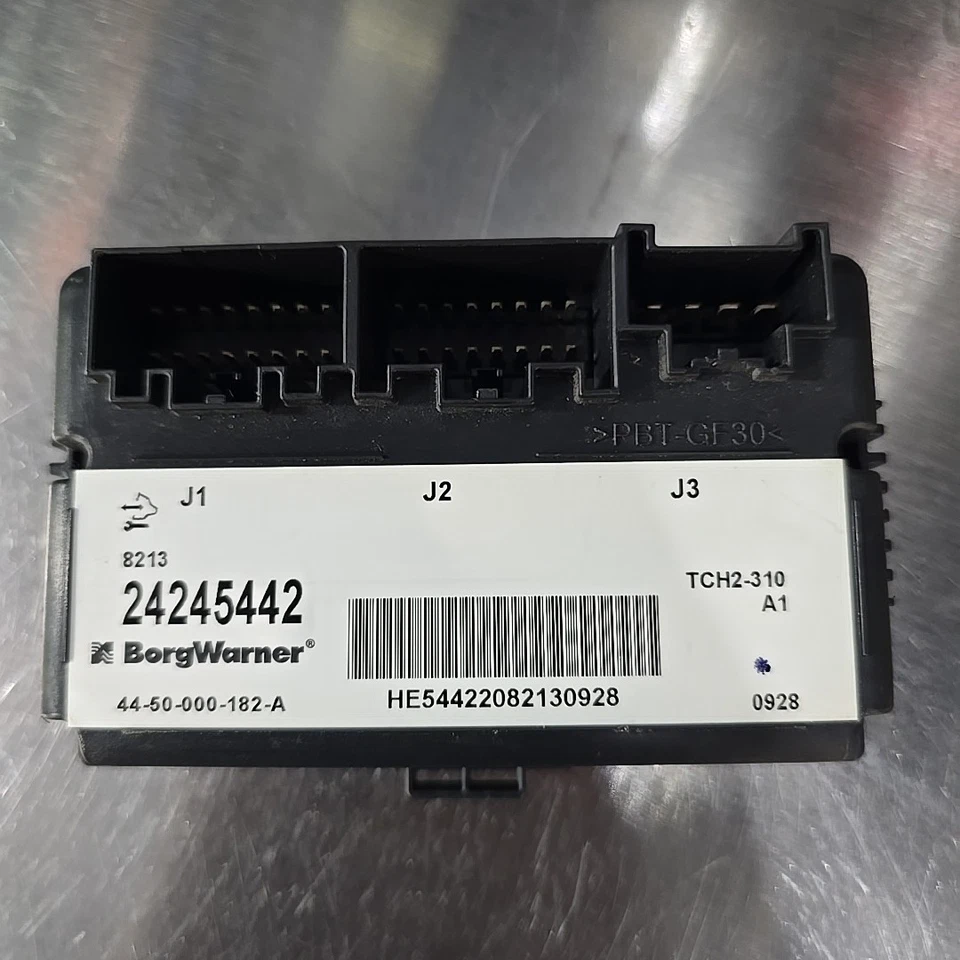 >PBT-GF30<
J1 J2 J3
8213
24245442
BorgWarner®
44-50-000-182-A
HE54422082130928
TCH2-310
A1
0928